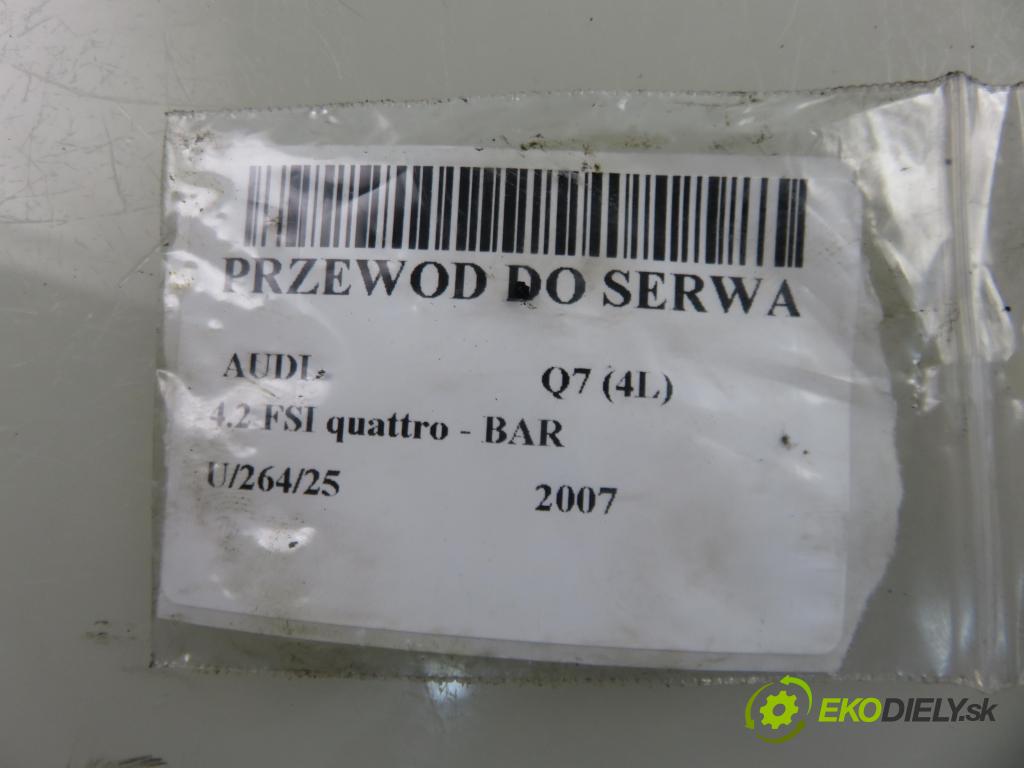 PRZEWOD DO SERWA
AUDI
Q7 (4L)
4.2 FSI quattro - BAR
U/264/25
2007
EKODIELY.sk